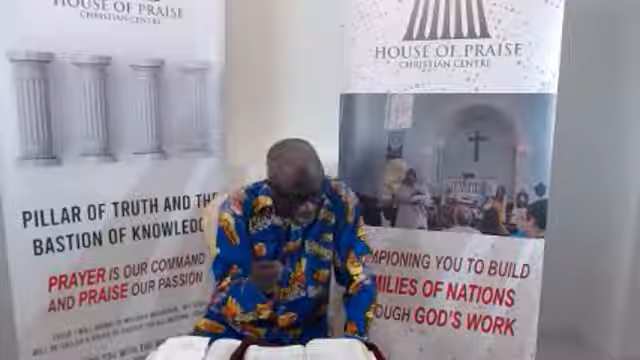 HOUSE OF PRAISE
CHRISTIAN CENTRE
PILLAR OF TRUTH AND THE
BASTION OF KNOWLEDG
PRAYER IS OUR COMMAND
AND PRAISE OUR PASSION
HOUSE OF PRAISE
CHRISTIAN CENTRE
MPIONING YOU TO BUILD
MILIES OF NATIONS
OUGH GOD'S WORK